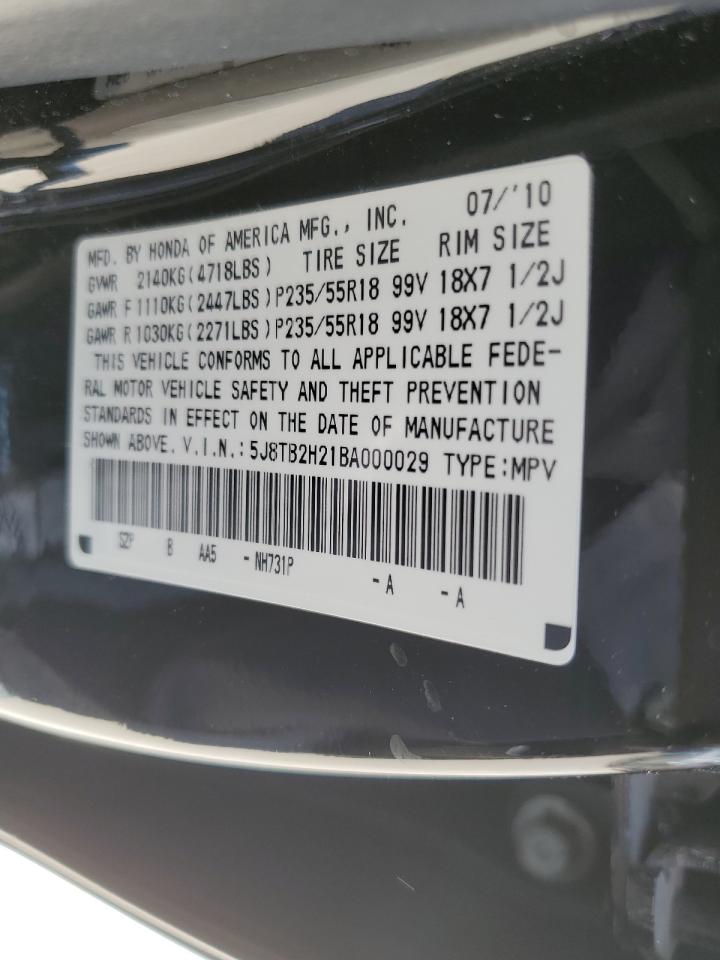 MFD. BY HONDA OF AMERICA MFG., INC. 07/'10
GVWR 2140KG(4718LBS) TIRE SIZE RIM SIZE
GAWR F 1110KG(2447LBS) P235/55R18 99V 18X7 1/2J
GAWR R 1030KG(2271LBS) P235/55R18 99V 18X7 1/2J
THIS VEHICLE CONFORMS TO ALL APPLICABLE FEDE-
RAL MOTOR VEHICLE SAFETY AND THEFT PREVENTION
STANDARDS IN EFFECT ON THE DATE OF MANUFACTURE
SHOWN ABOVE. V.I.N.: 5J8TB2H21BA000029 TYPE:MPV
SZP B AA5 -NH731P -A -A